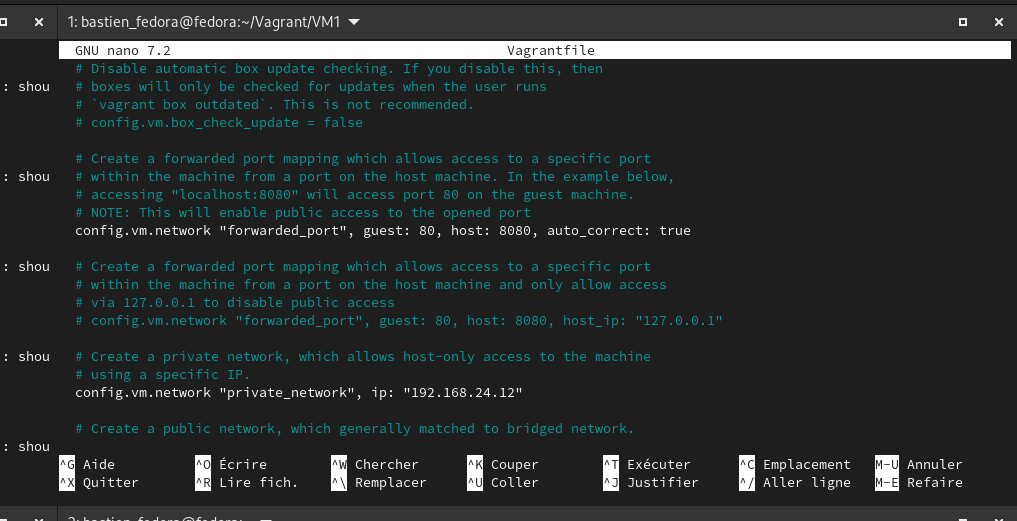 1: bastien_fedora@fedora:~/Vagrant/VM1
GNU nano 7.2 Vagrantfile
# Disable automatic box update checking. If you disable this, then
: shou # boxes will only be checked for updates when the user runs
# `vagrant box outdated`. This is not recommended.
# config.vm.box_check_update = false
# Create a forwarded port mapping which allows access to a specific port
: shou # within the machine from a port on the host machine. In the example below,
# accessing "localhost:8080" will access port 80 on the guest machine.
# NOTE: This will enable public access to the opened port
config.vm.network "forwarded_port", guest: 80, host: 8080, auto_correct: true
: shou # Create a forwarded port mapping which allows access to a specific port
# within the machine from a port on the host machine and only allow access
# via 127.0.0.1 to disable public access
# config.vm.network "forwarded_port", guest: 80, host: 8080, host_ip: "127.0.0.1"
: shou # Create a private network, which allows host-only access to the machine
# using a specific IP.
config.vm.network "private_network", ip: "192.168.24.12"
# Create a public network, which generally matched to bridged network.
: shou
^G Aide ^O Écrire ^W Chercher ^K Couper ^T Exécuter ^C Emplacement M-U Annuler
^X Quitter ^R Lire fich. ^\ Remplacer ^U Coller ^J Justifier ^/ Aller ligne M-E Refaire